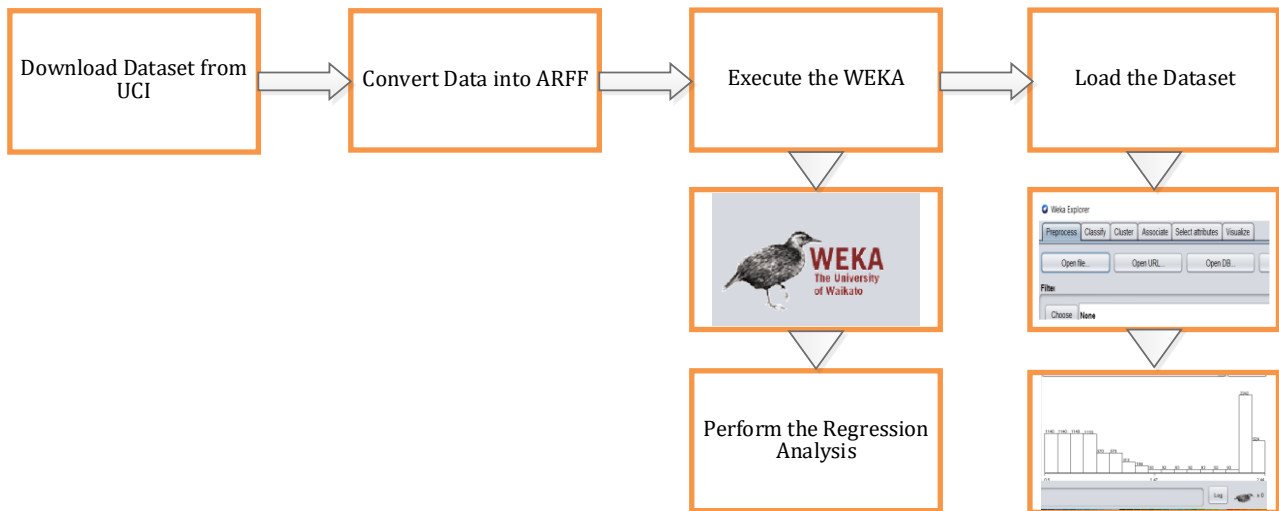 Download Dataset from
UCI
Convert Data into ARFF
Execute the WEKA
Load the Dataset
WEKA
The University
of Waikato
Weka Explorer
Preprocess Classify Cluster Associate Select attributes Visualize
Open file... Open URL... Open DB...
Filter
Choose None
Perform the Regression
Analysis
Log x 0